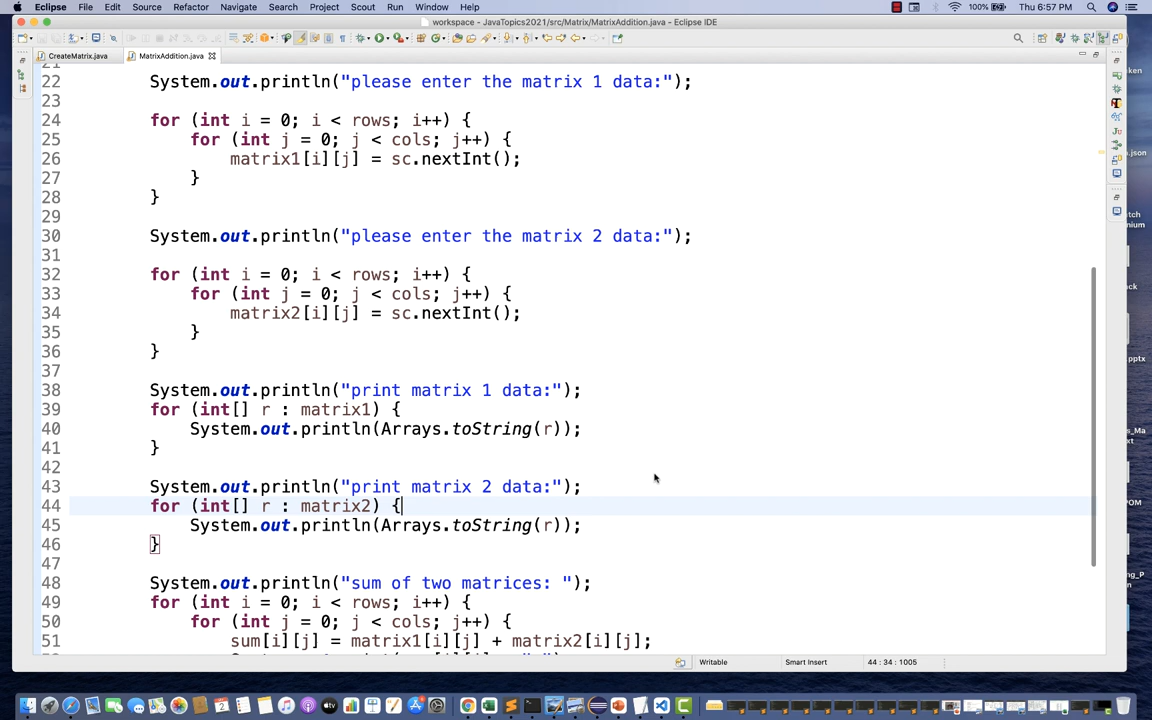 Eclipse File Edit Source Refactor Navigate Search Project Scout Run Window Help
100% Thu 6:57 PM
workspace - JavaTopics2021/src/Matrix/MatrixAddition.java - Eclipse IDE
CreateMatrix.java MatrixAddition.java
22 System.out.println("please enter the matrix 1 data:");
23
24 for (int i = 0; i < rows; i++) {
25 for (int j = 0; j < cols; j++) {
26 matrix1[i][j] = sc.nextInt();
27 }
28 }
29
30 System.out.println("please enter the matrix 2 data:");
31
32 for (int i = 0; i < rows; i++) {
33 for (int j = 0; j < cols; j++) {
34 matrix2[i][j] = sc.nextInt();
35 }
36 }
37
38 System.out.println("print matrix 1 data:");
39 for (int[] r : matrix1) {
40 System.out.println(Arrays.toString(r));
41 }
42
43 System.out.println("print matrix 2 data:");
44 for (int[] r : matrix2) {
45 System.out.println(Arrays.toString(r));
46 }
47
48 System.out.println("sum of two matrices: ");
49 for (int i = 0; i < rows; i++) {
50 for (int j = 0; j < cols; j++) {
51 sum[i][j] = matrix1[i][j] + matrix2[i][j];
Writable Smart Insert 44 : 34 : 1005